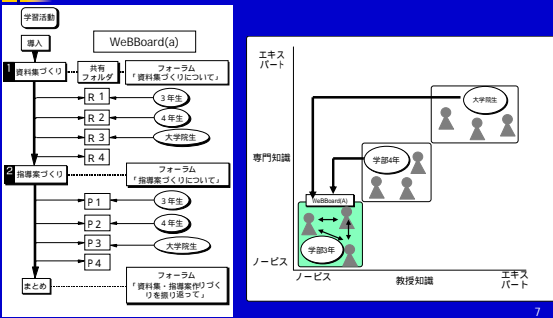 学習活動
導入
WeBBoard(a)
1 資料集づくり
共有
フォルダ
フォーラム
「資料集づくりについて」
R 1
3 年生
R 2
4 年生
R 3
大学院生
R 4
2 指導案づくり
フォーラム
「指導案づくりについて」
P 1
3 年生
P 2
4 年生
P 3
大学院生
P 4
まとめ
フォーラム
「資料集・指導案作りづく
りを振り返って」
エキス
パート
大学院生
専門知識
学部4年
WeBBoard(A)
学部3年
ノービス
ノービス
教授知識
エキス
パート
7